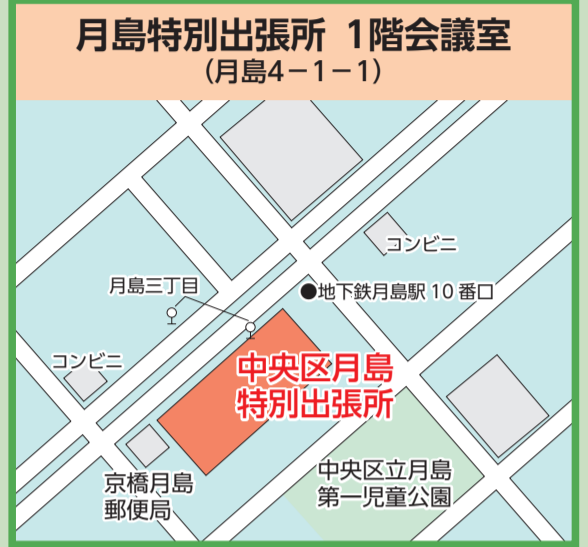 月島特別出張所 1階会議室
(月島4-1-1)
コンビニ
月島三丁目
●地下鉄月島駅 10 番口
コンビニ
中央区月島
特別出張所
京橋月島
郵便局
中央区立月島
第一児童公園